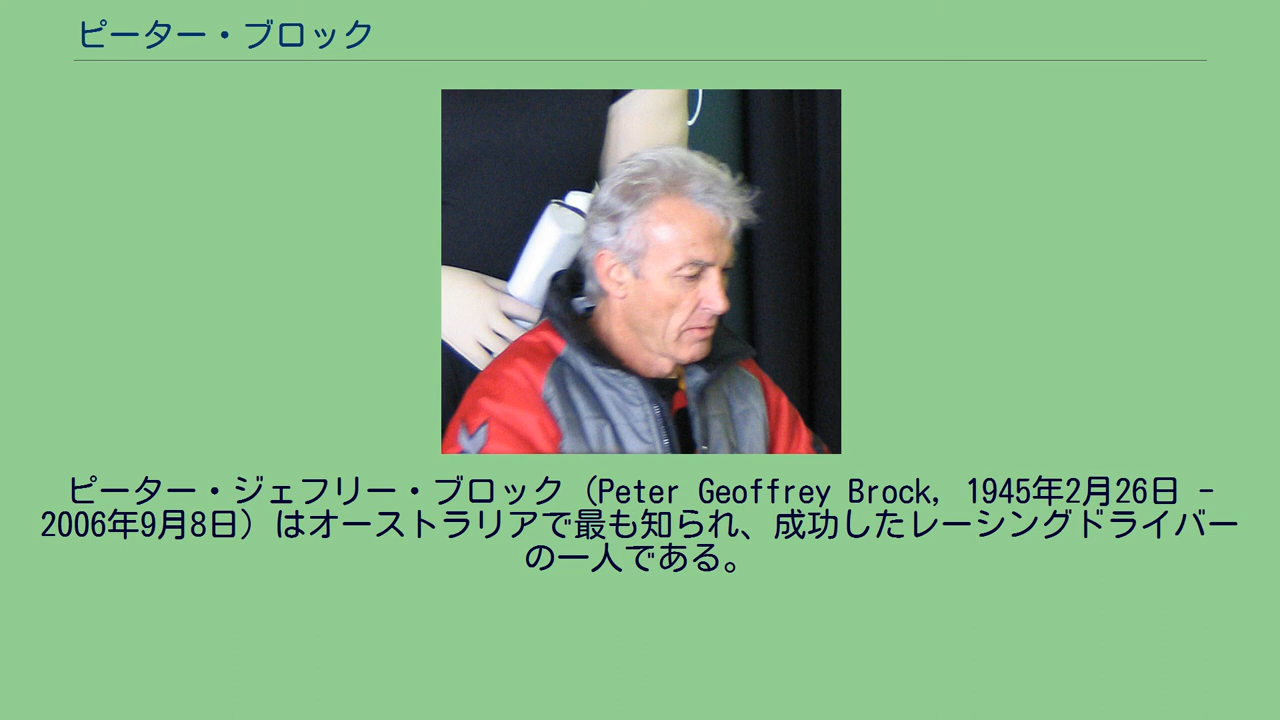 ピーター・ブロック
ピーター・ジェフリー・ブロック（Peter Geoffrey Brock, 1945年2月26日 -
2006年9月8日）はオーストラリアで最も知られ、成功したレーシングドライバー
の一人である。